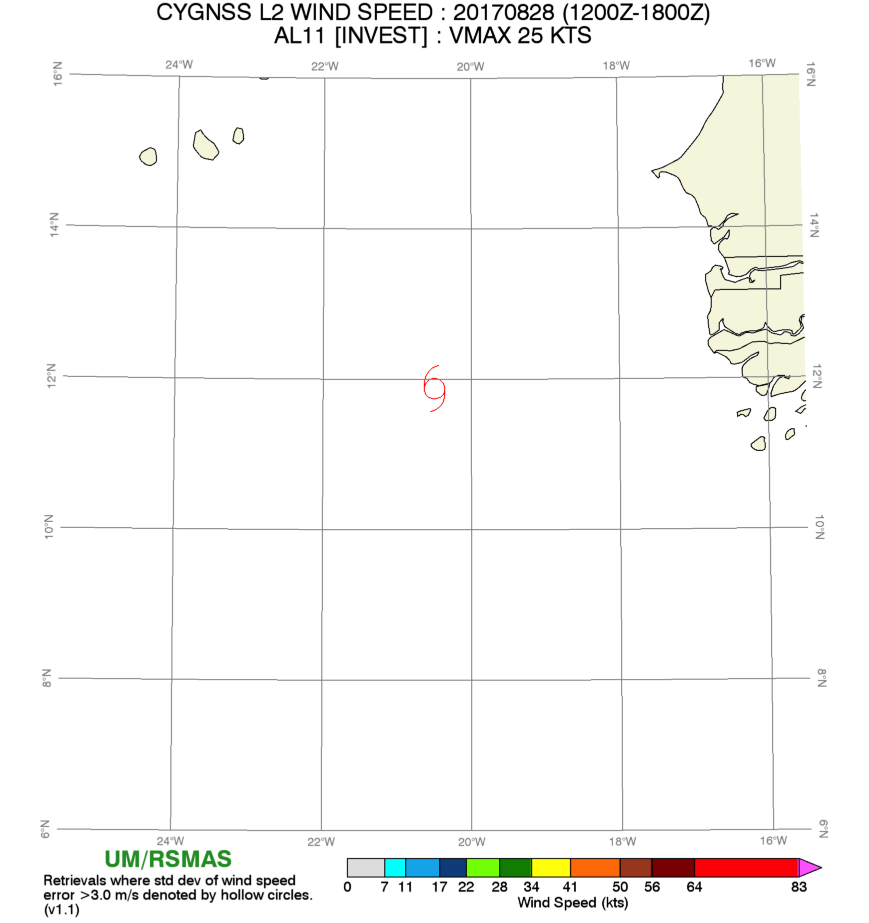 CYGNSS L2 WIND SPEED : 20170828 (1200Z-1800Z)
AL11 [INVEST] : VMAX 25 KTS
24°W 22°W 20°W 18°W 16°W
16°N 16°N
14°N 14°N
12°N 12°N
10°N 10°N
8°N 8°N
6°N 6°N
24°W 22°W 20°W 18°W 16°W
UM/RSMAS
Retrievals where std dev of wind speed
error >3.0 m/s denoted by hollow circles.
(v1.1)
0 7 11 17 22 28 34 41 50 56 64 83
Wind Speed (kts)